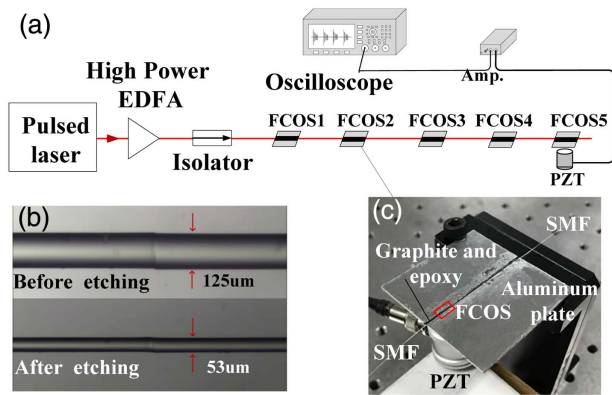 (a)
High Power
EDFA
Pulsed
laser
Isolator
Oscilloscope
Amp.
FCOS1
FCOS2
FCOS3
FCOS4
FCOS5
PZT
(b)
Before etching
125um
After etching
53um
(c)
SMF
Graphite and
epoxy
Aluminum
plate
FCOS
SMF
PZT